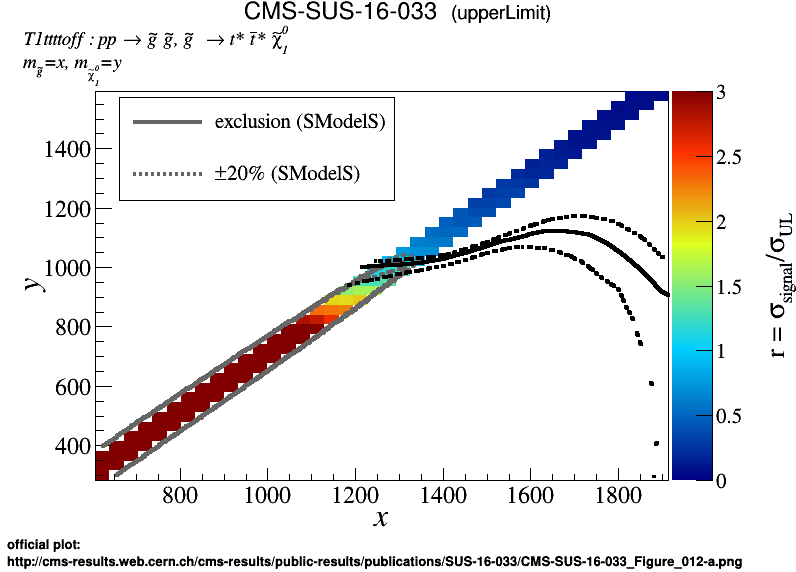 CMS-SUS-16-033 (upperLimit)
T1ttttoff : pp → g̃ g̃, g̃ → t* t̄* χ̃⁰₁
m_g̃=x, m_χ̃⁰₁=y
exclusion (SModelS)
±20% (SModelS)
1400
1200
1000
800
600
400
y
800 1000 1200 1400 1600 1800
x
3
2.5
2
1.5
1
0.5
0
r = σ_signal/σ_UL
official plot:
http://cms-results.web.cern.ch/cms-results/public-results/publications/SUS-16-033/CMS-SUS-16-033_Figure_012-a.png